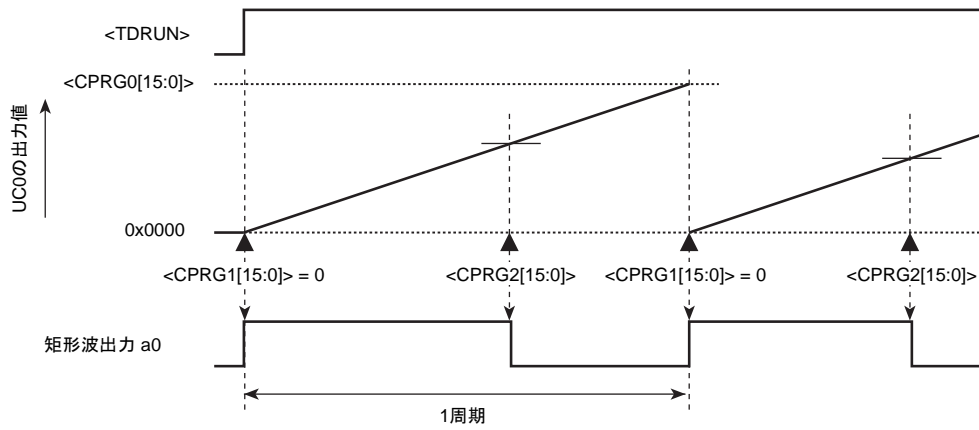 <TDRUN>
<CPRG0[15:0]>
UC0の出力値
0x0000
<CPRG1[15:0]> = 0
<CPRG2[15:0]>
<CPRG1[15:0]> = 0
<CPRG2[15:0]>
矩形波出力 a0
1周期